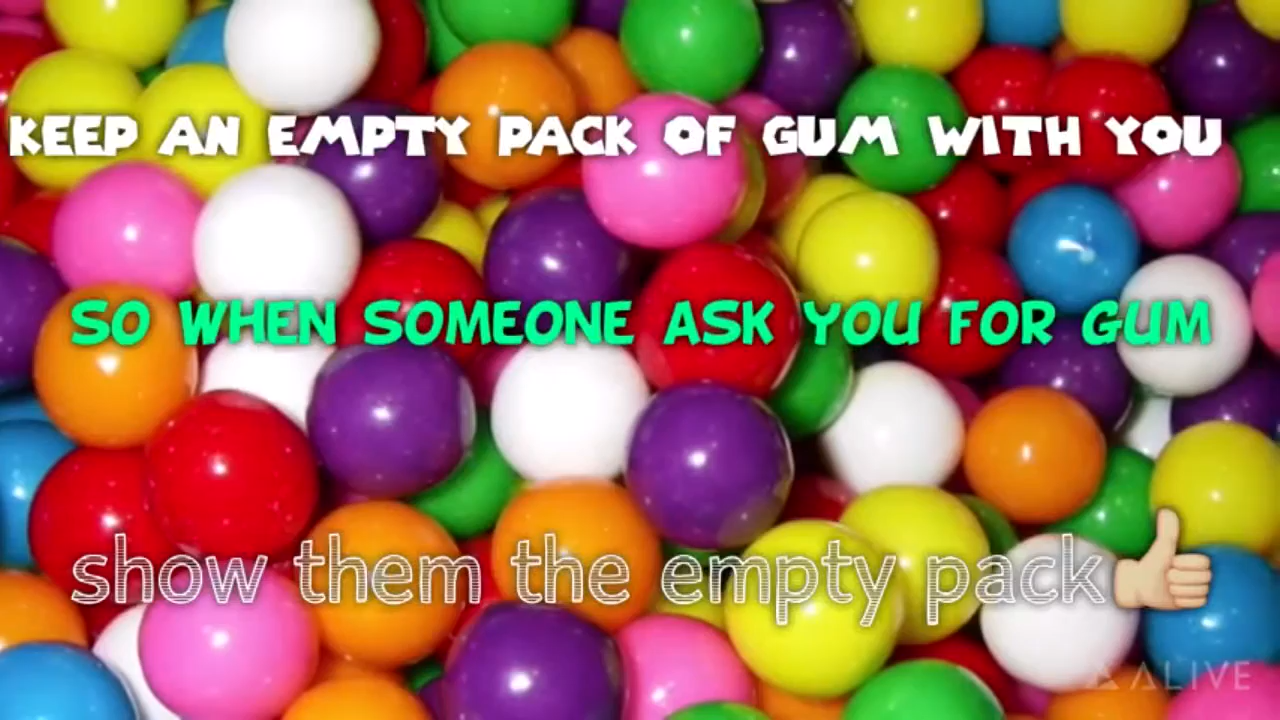 KEEP AN EMPTY PACK OF GUM WITH YOU
SO WHEN SOMEONE ASK YOU FOR GUM
show them the empty pack👍🏼
ALIVE